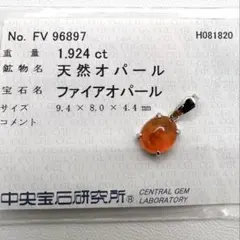 No. FV 96897
H081820
重量 1.924 ct
鉱物名 天然オパール
宝石名 ファイアオパール
サイズ 9.4 × 8.0 × 4.4 mm
コメント
中央宝石研究所® CENTRAL GEM
LABORATORY